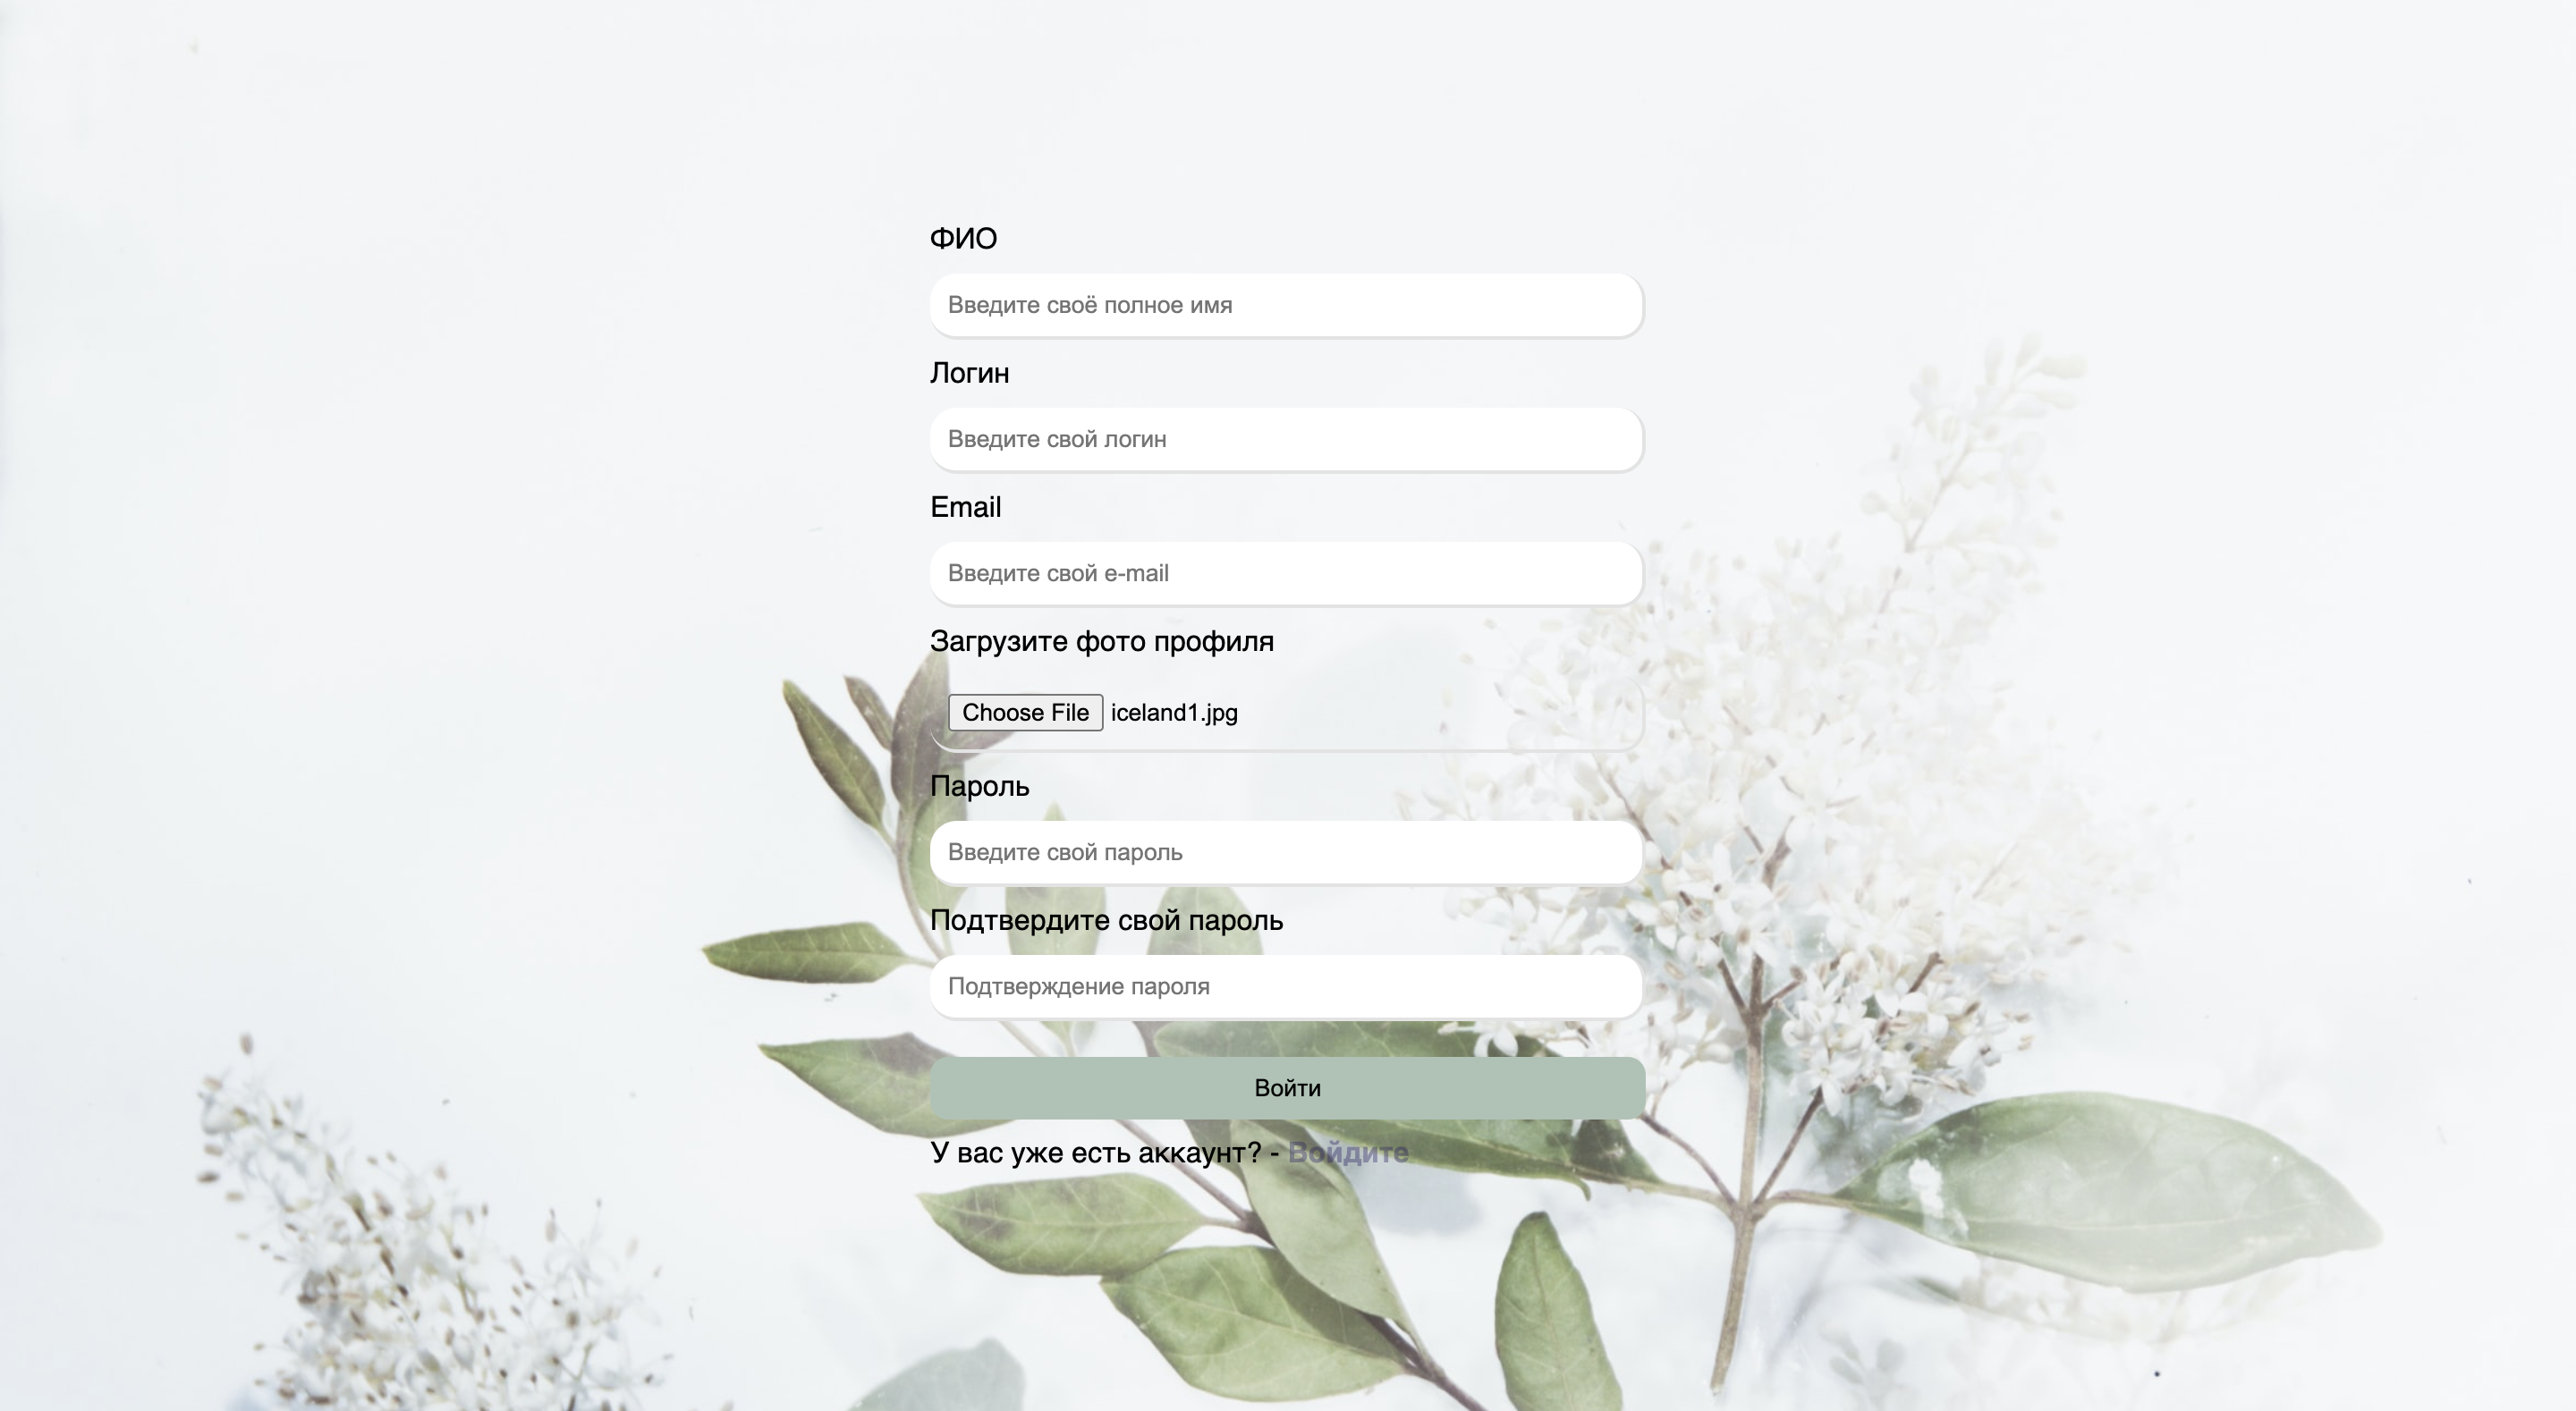 ФИО
Введите своё полное имя
Логин
Введите свой логин
Email
Введите свой e-mail
Загрузите фото профиля
Choose File iceland1.jpg
Пароль
Введите свой пароль
Подтвердите свой пароль
Подтверждение пароля
Войти
У вас уже есть аккаунт? - Войдите